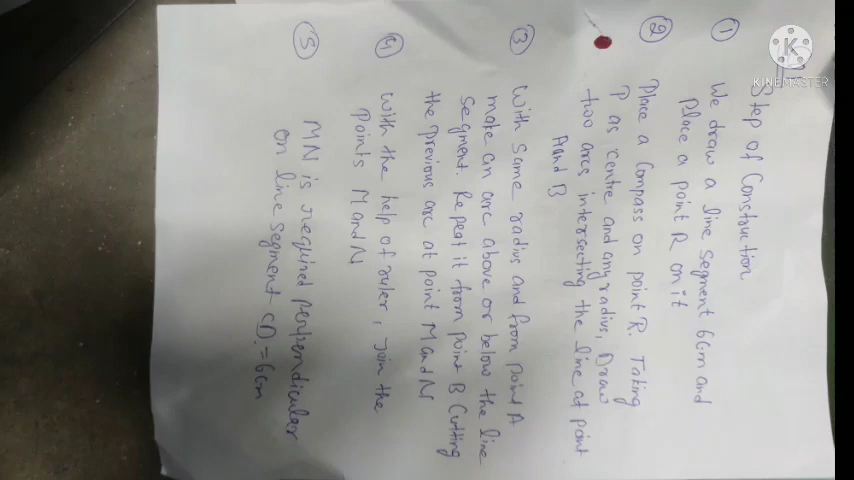 Step of Construction
① We draw a line segment 6cm and
Place a point R on it
② Place a Compass on point R. Taking
P as centre and any radius, Draw
two arcs intersecting the line at point
A and B
③ With same radius and from point A
make an arc above or below the line
segment. Repeat it from point B Cutting
the previous arc at point M and N
④ With the help of ruler, Join the
Points M and N
⑤ MN is required perpendicular
on line segment CD = 6cm
K
KINEMASTER